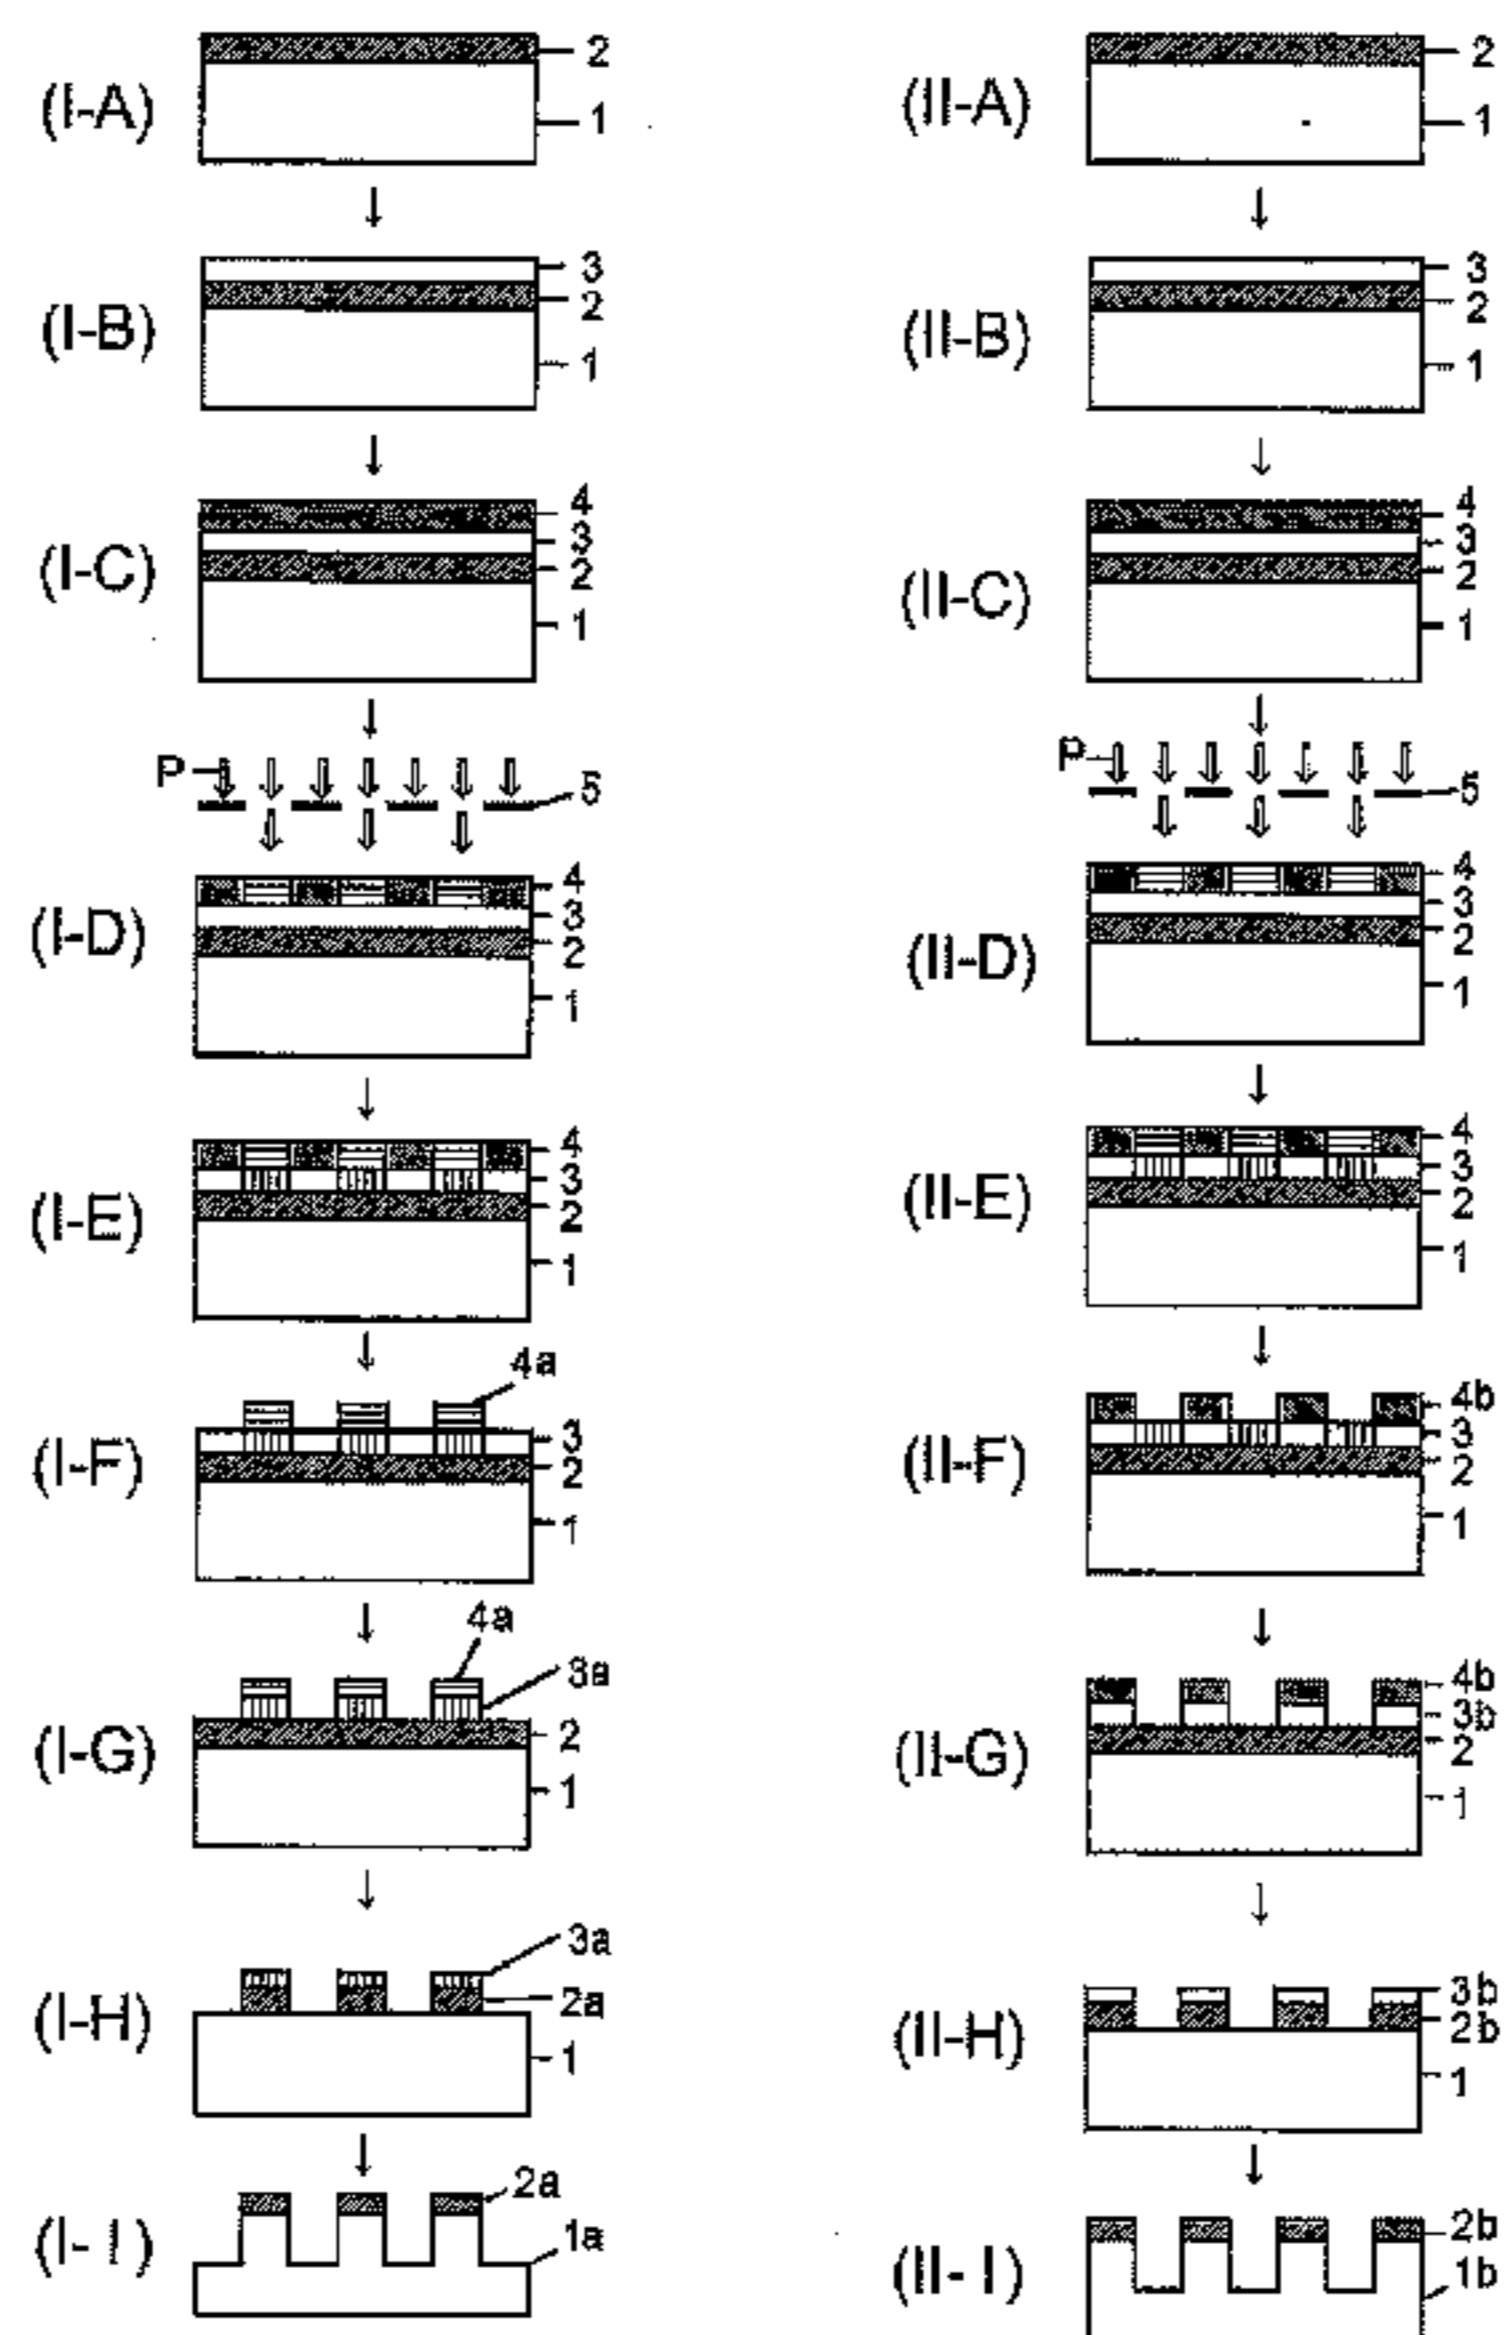 (I-A)
2
1
(I-B)
3
2
1
(I-C)
4
3
2
1
P
5
(I-D)
4
3
2
1
(I-E)
4
3
2
1
(I-F)
4a
3
2
1
(I-G)
4a
3a
2
1
(I-H)
3a
2a
1
(I-I)
2a
1a
(II-A)
2
1
(II-B)
3
2
1
(II-C)
4
3
2
1
P
5
(II-D)
4
3
2
1
(II-E)
4
3
2
1
(II-F)
4b
3
2
1
(II-G)
4b
3b
2
1
(II-H)
3b
2b
1
(II-I)
2b
1b